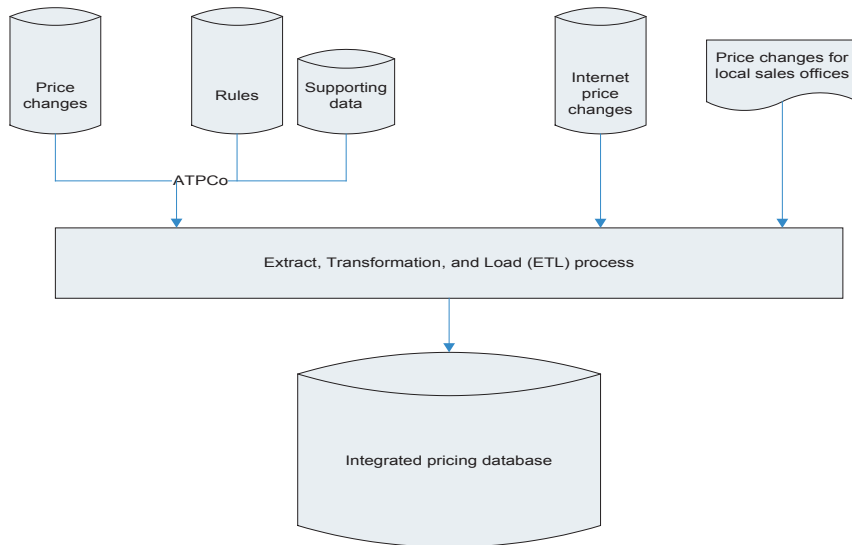 Price
changes
Rules
Supporting
data
Internet
price
changes
Price changes for
local sales offices
ATPCo
Extract, Transformation, and Load (ETL) process
Integrated pricing database